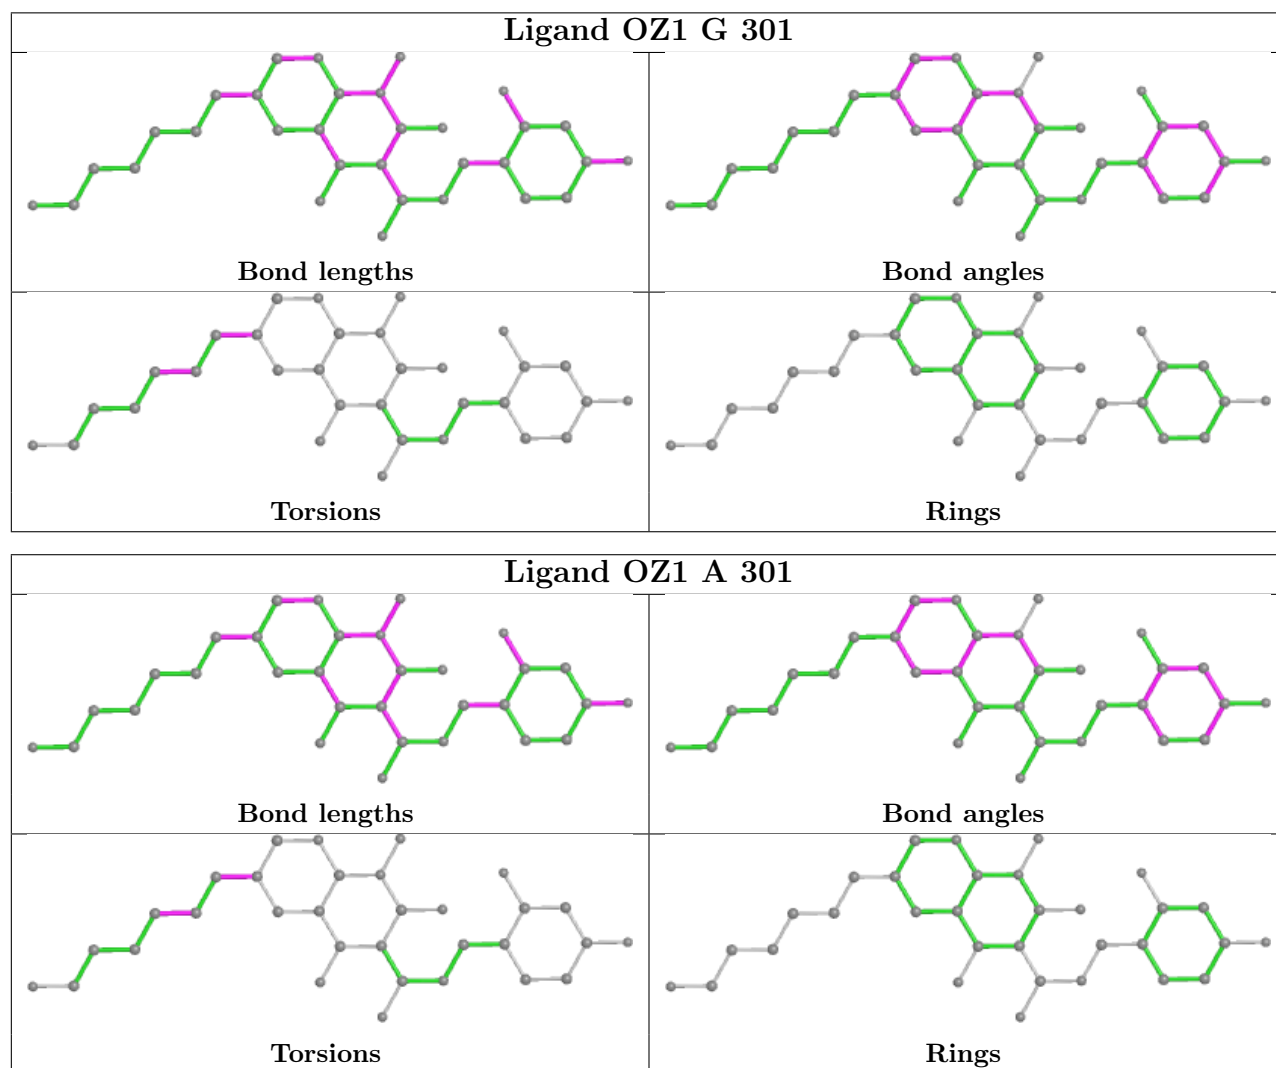 Ligand OZ1 G 301
Bond lengths
Bond angles
Torsions
Rings
Ligand OZ1 A 301
Bond lengths
Bond angles
Torsions
Rings